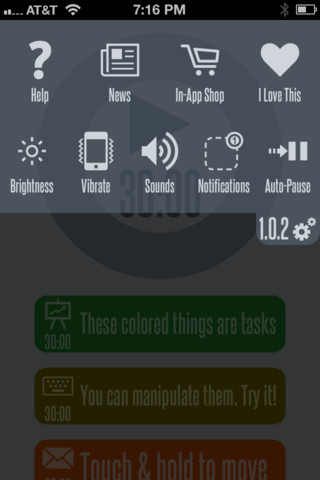 AT&T 7:16 PM
Help News In-App Shop I Love This
1
Brightness Vibrate Sounds Notifications Auto-Pause
30:00
1.0.2
These colored things are tasks
30:00
You can manipulate them. Try it!
30:00
Touch & hold to move